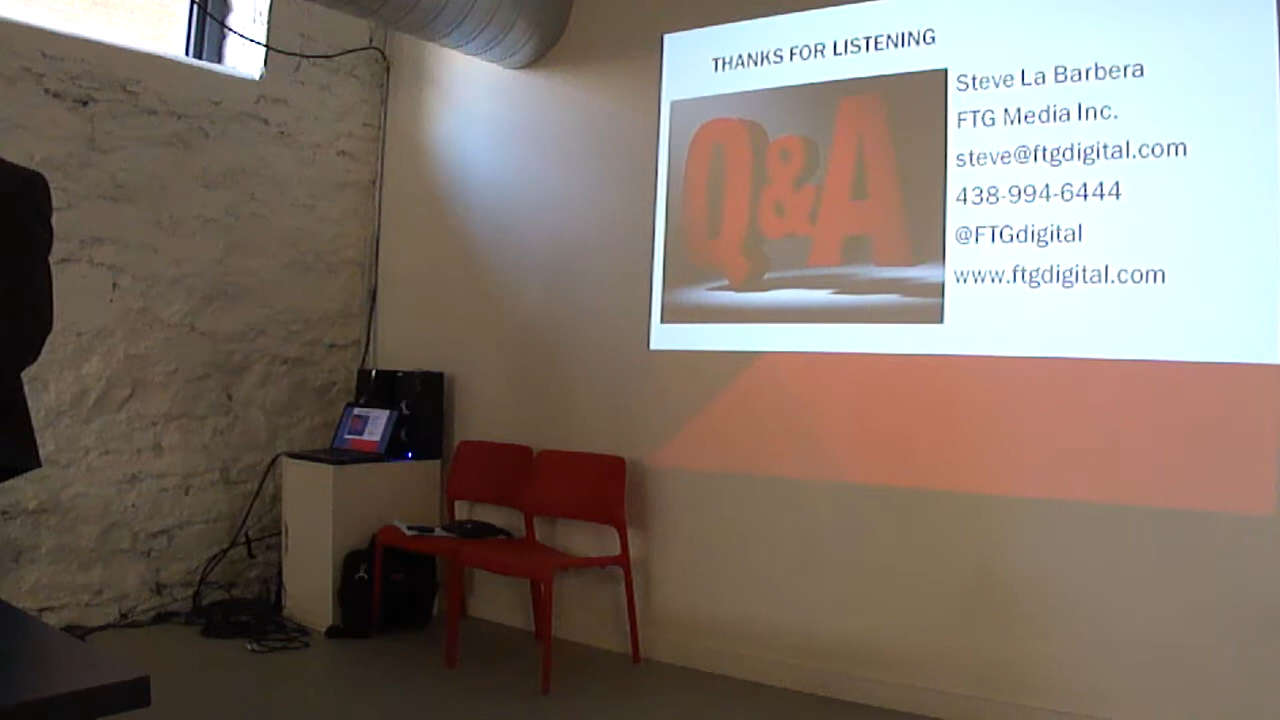 THANKS FOR LISTENING
Q&A
Steve La Barbera
FTG Media Inc.
steve@ftgdigital.com
438-994-6444
@FTGdigital
www.ftgdigital.com